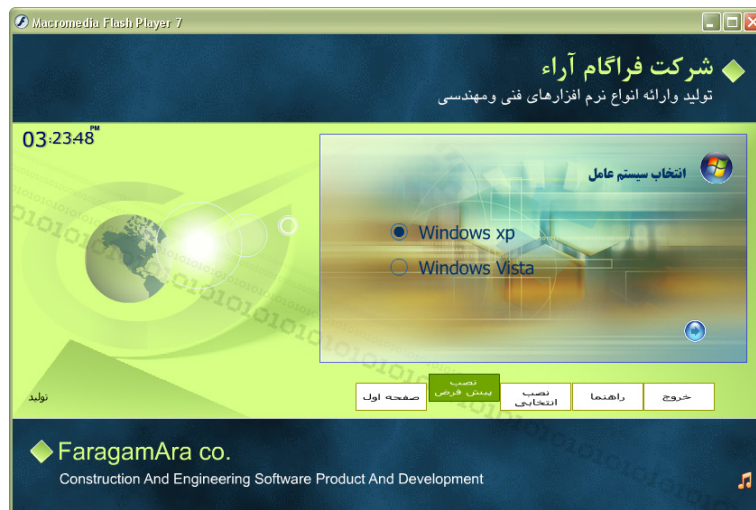 Macromedia Flash Player 7
شرکت فراگام آراء
تولید وارائه انواع نرم افزارهای فنی ومهندسی
03:23:48 PM
انتخاب سیستم عامل
Windows xp
Windows Vista
تولید
صفحه اول
نصب
پیش فرض
نصب
انتخابی
راهنما
خروج
FaragamAra co.
Construction And Engineering Software Product And Development